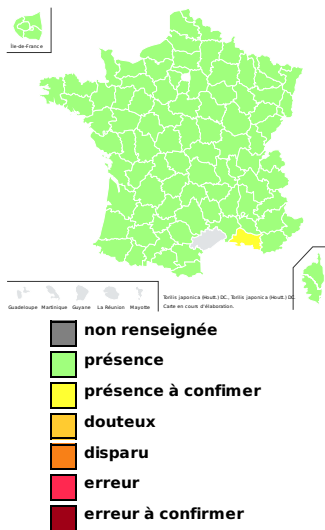 Île-de-France
Guadeloupe Martinique Guyane La Réunion Mayotte
Torilis japonica (Houtt.) DC., Torilis japonica (Houtt.) DC.
Carte en cours d'élaboration.
non renseignée
présence
présence à confimer
douteux
disparu
erreur
erreur à confirmer